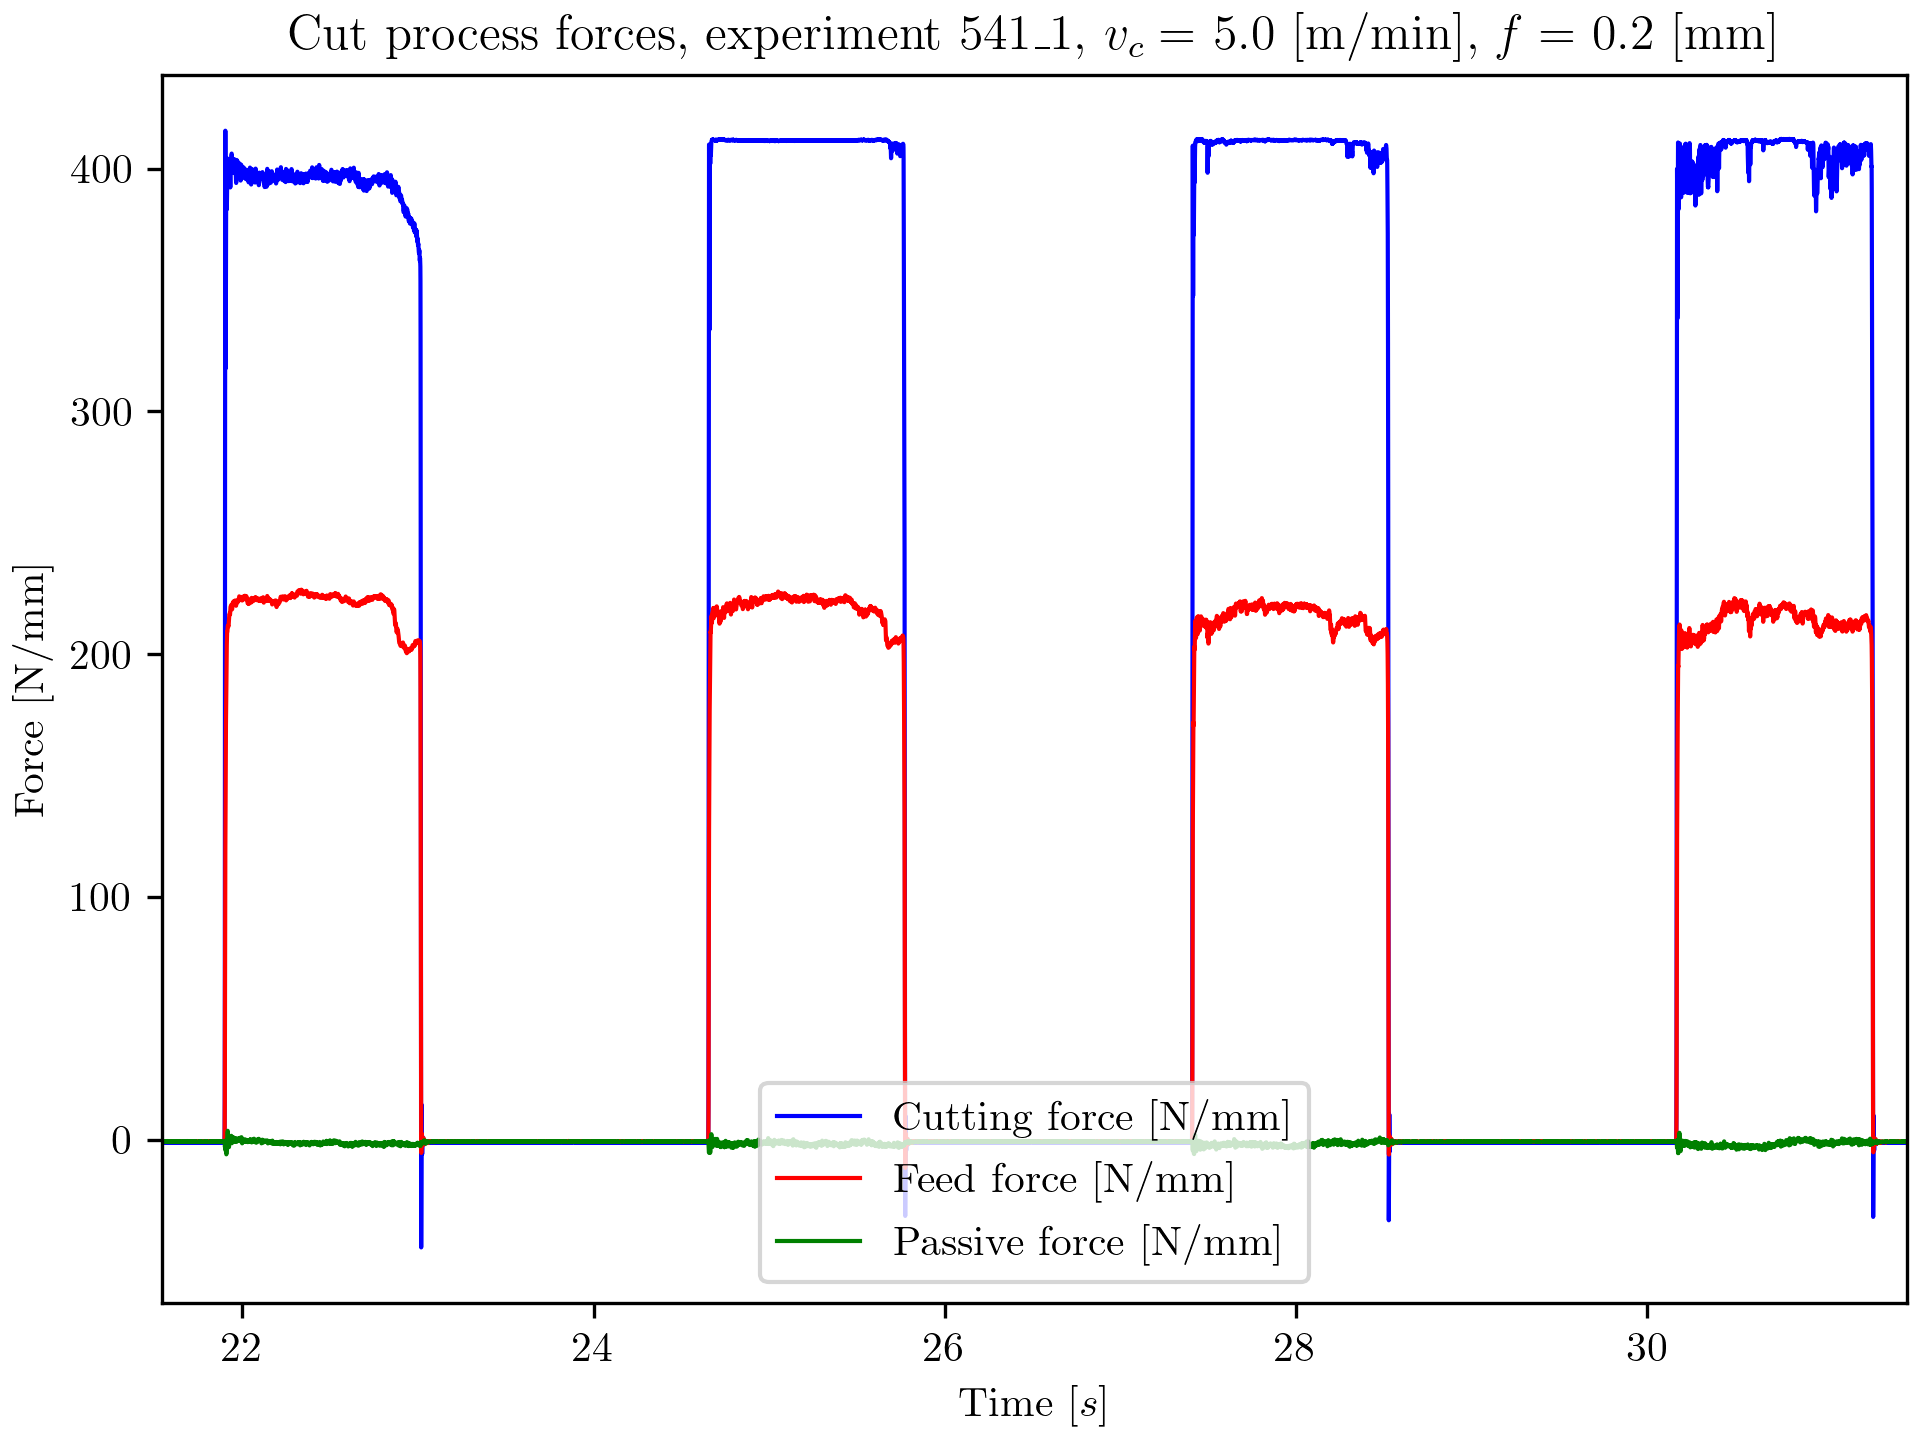 Cut process forces, experiment 541_1, v_c = 5.0 [m/min], f = 0.2 [mm]
400
300
200
100
0
Force [N/mm]
Cutting force [N/mm]
Feed force [N/mm]
Passive force [N/mm]
22 24 26 28 30
Time [s]